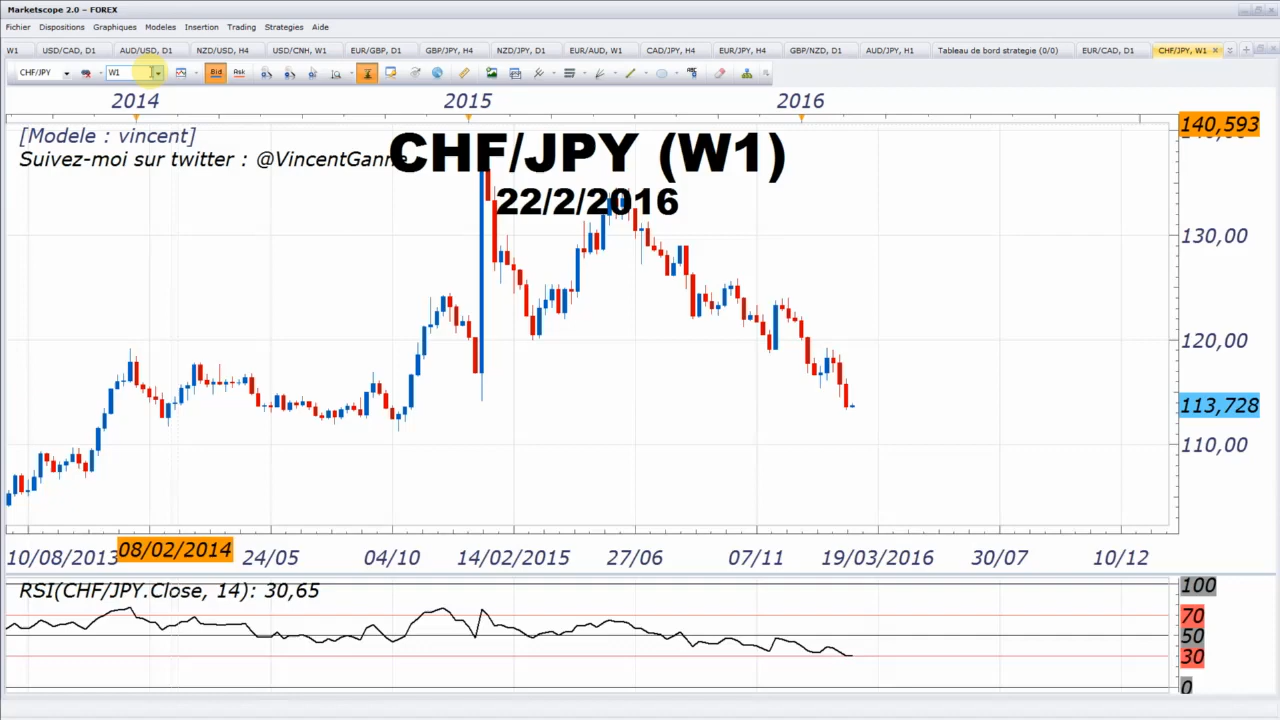 Marketscope 2.0 – FOREX
Fichier Dispositions Graphiques Modeles Insertion Trading Strategies Aide
W1 USD/CAD, D1 AUD/USD, D1 NZD/USD, H4 USD/CNH, W1 EUR/GBP, D1 GBP/JPY, H4 NZD/JPY, D1 EUR/AUD, W1 CAD/JPY, H4 EUR/JPY, H4 GBP/NZD, D1 AUD/JPY, H1 Tableau de bord strategie (0/0) EUR/CAD, D1 CHF/JPY, W1
CHF/JPY W1 Bid Ask ABC
2014 2015 2016
[Modele : vincent]
Suivez-moi sur twitter : @VincentGanne
CHF/JPY (W1)
22/2/2016
140,593
130,00
120,00
113,728
110,00
10/08/2013 08/02/2014 24/05 04/10 14/02/2015 27/06 07/11 19/03/2016 30/07 10/12
RSI(CHF/JPY.Close, 14): 30,65
100
70
50
30
0